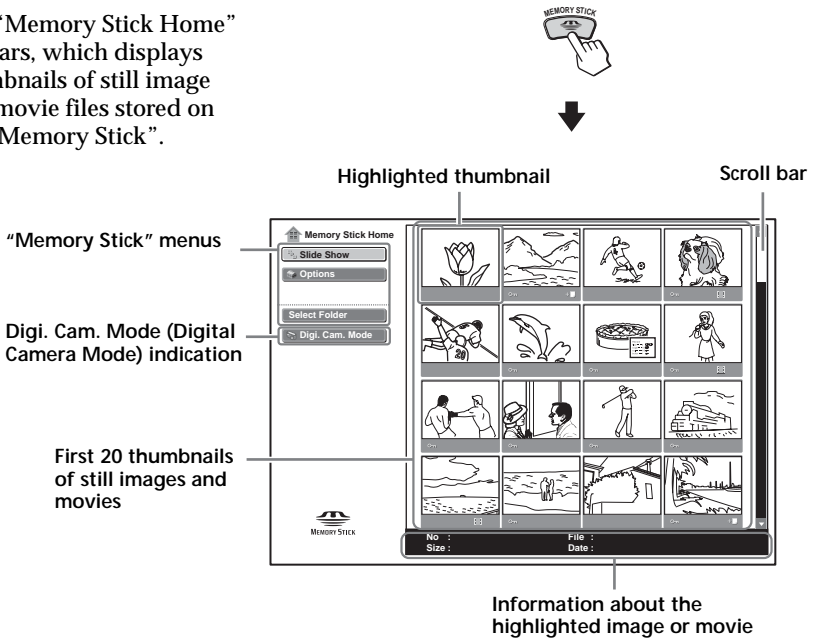 “Memory Stick Home”
ars, which displays
bnails of still image
movie files stored on
Memory Stick”.
MEMORY STICK
Highlighted thumbnail
Scroll bar
“Memory Stick” menus
Memory Stick Home
Slide Show
Options
Select Folder
Digi. Cam. Mode
Digi. Cam. Mode (Digital
Camera Mode) indication
20
First 20 thumbnails
of still images and
movies
MEMORY STICK
No : File :
Size : Date :
Information about the
highlighted image or movie